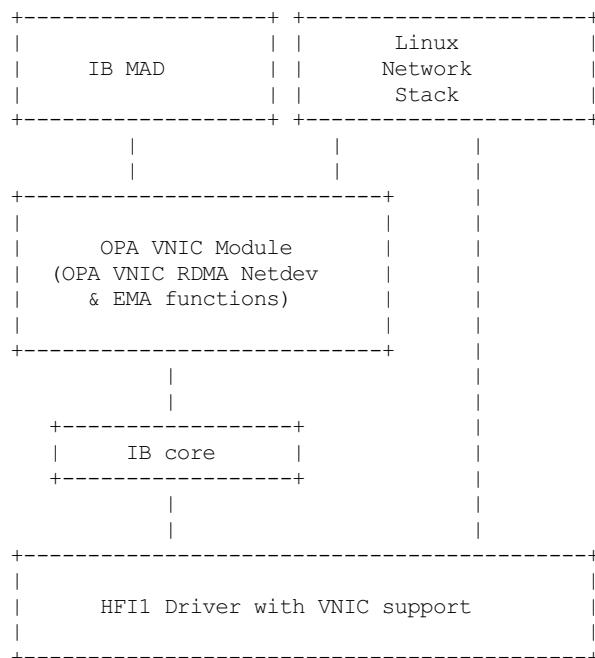 IB MAD
Linux
Network
Stack
OPA VNIC Module
(OPA VNIC RDMA Netdev
& EMA functions)
IB core
HFI1 Driver with VNIC support